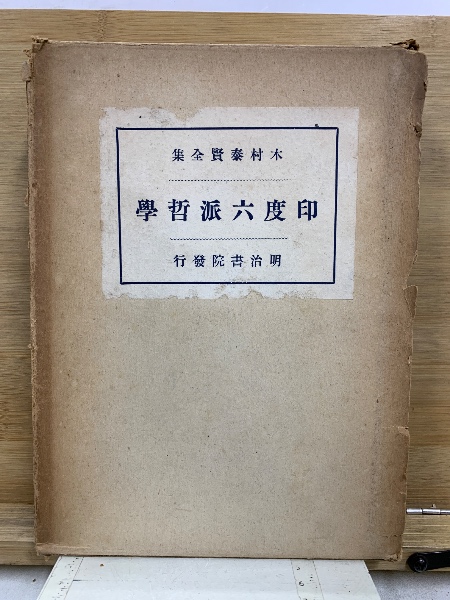 木村泰賢全集
印度六派哲學
明治書院發行